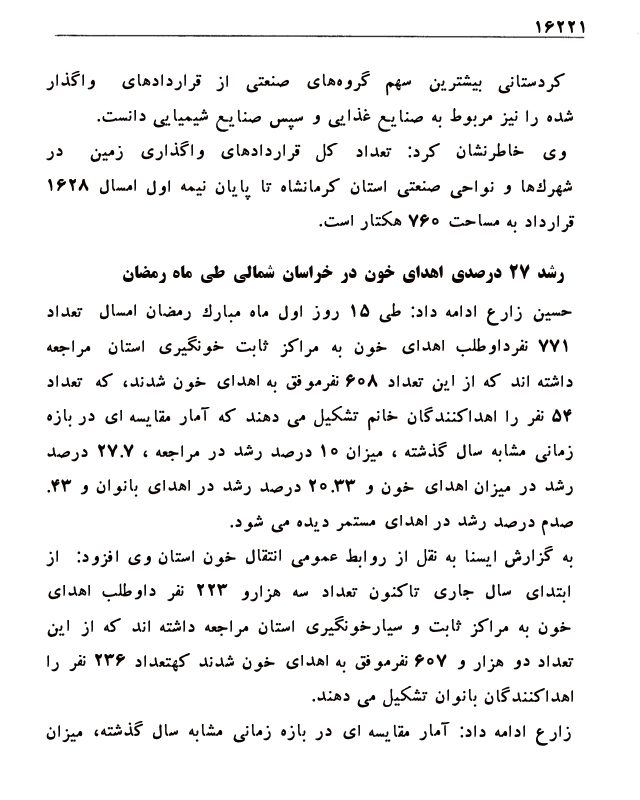 ۱۶۲۲۱
کردستانی بیشترین سهم گروه‌های صنعتی از قراردادهای واگذار
شده را نیز مربوط به صنایع غذایی و سپس صنایع شیمیایی دانست.
وی خاطرنشان کرد: تعداد کل قراردادهای واگذاری زمین در
شهرك‌ها و نواحی صنعتی استان کرمانشاه تا پایان نیمه اول امسال ۱۶۲۸
قرارداد به مساحت ۷۶۰ هکتار است.
رشد ۲۷ درصدی اهدای خون در خراسان شمالی طی ماه رمضان
حسین زارع ادامه داد: طی ۱۵ روز اول ماه مبارك رمضان امسال تعداد
۷۷۱ نفرداوطلب اهدای خون به مراکز ثابت خونگیری استان مراجعه
داشته اند که از این تعداد ۶۰۸ نفرموفق به اهدای خون شدند، که تعداد
۵۴ نفر را اهداکنندگان خانم تشکیل می دهند که آمار مقایسه ای در بازه
زمانی مشابه سال گذشته ، میزان ۱۰ درصد رشد در مراجعه ، ۲۷.۷ درصد
رشد در میزان اهدای خون و ۲۰.۳۳ درصد رشد در اهدای بانوان و ۴۳.
صدم درصد رشد در اهدای مستمر دیده می شود.
به گزارش ایسنا به نقل از روابط عمومی انتقال خون استان وی افزود: از
ابتدای سال جاری تاکنون تعداد سه هزارو ۲۲۳ نفر داوطلب اهدای
خون به مراکز ثابت و سیارخونگیری استان مراجعه داشته اند که از این
تعداد دو هزار و ۶۰۷ نفرموفق به اهدای خون شدند کهتعداد ۲۳۶ نفر را
اهداکنندگان بانوان تشکیل می دهند.
زارع ادامه داد: آمار مقایسه ای در بازه زمانی مشابه سال گذشته، میزان